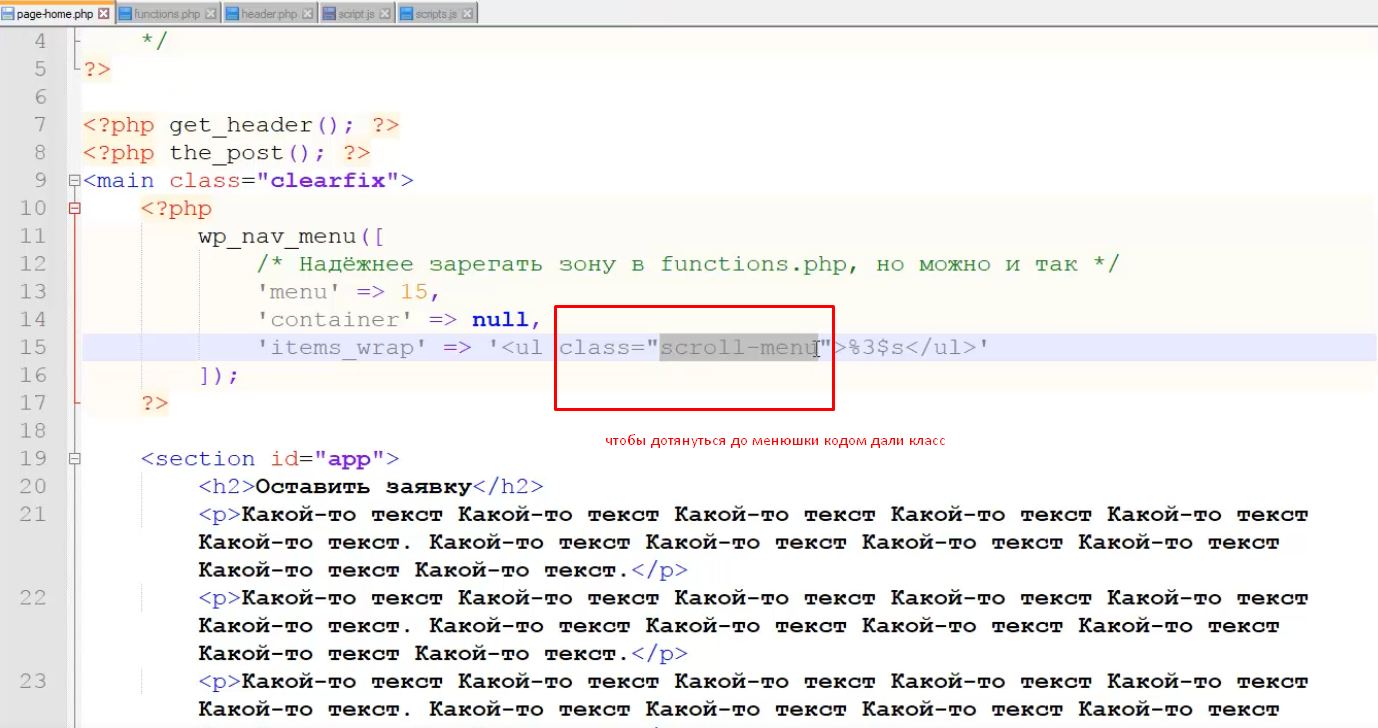 page-home.php functions.php header.php script.js scripts.js
4 */
5 ?>
6
7 <?php get_header(); ?>
8 <?php the_post(); ?>
9 <main class="clearfix">
10 <?php
11 wp_nav_menu([
12 /* Надёжнее зарегать зону в functions.php, но можно и так */
13 'menu' => 15,
14 'container' => null,
15 'items_wrap' => '<ul class="scroll-menu">%3$s</ul>'
16 ]);
17 ?>
18
чтобы дотянуться до менюшки кодом дали класс
19 <section id="app">
20 <h2>Оставить заявку</h2>
21 <p>Какой-то текст Какой-то текст Какой-то текст Какой-то текст Какой-то текст
Какой-то текст. Какой-то текст Какой-то текст Какой-то текст Какой-то текст
Какой-то текст Какой-то текст.</p>
22 <p>Какой-то текст Какой-то текст Какой-то текст Какой-то текст Какой-то текст
Какой-то текст. Какой-то текст Какой-то текст Какой-то текст Какой-то текст
Какой-то текст Какой-то текст.</p>
23 <p>Какой-то текст Какой-то текст Какой-то текст Какой-то текст Какой-то текст
Какой-то текст. Какой-то текст Какой-то текст Какой-то текст Какой-то текст